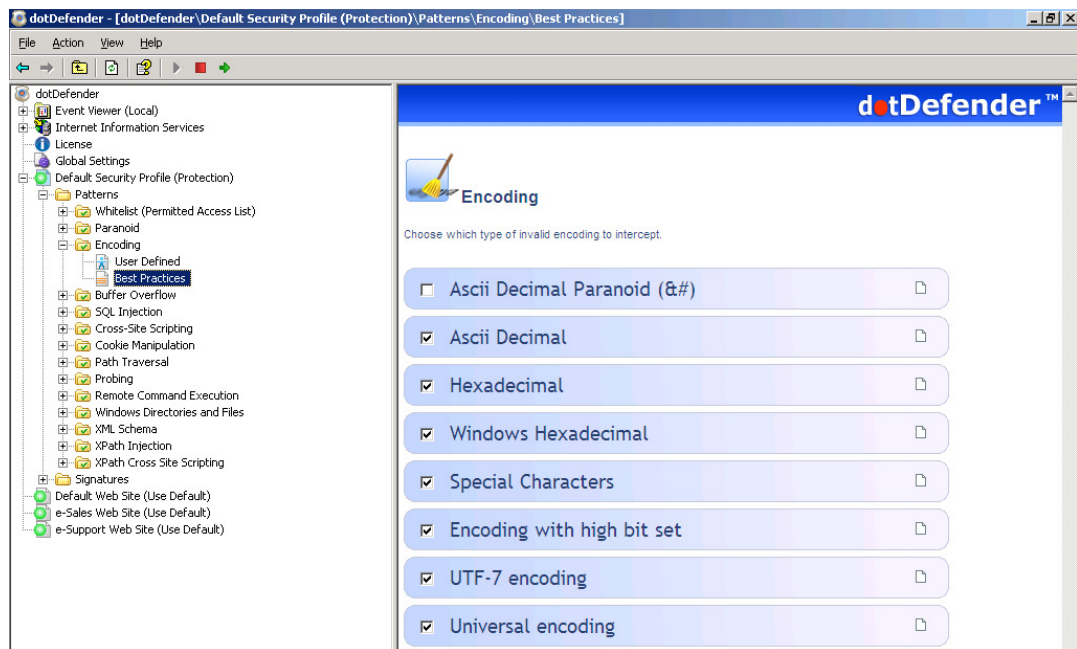 dotDefender - [dotDefender\Default Security Profile (Protection)\Patterns\Encoding\Best Practices]
File Action View Help
dotDefender
Event Viewer (Local)
Internet Information Services
License
Global Settings
Default Security Profile (Protection)
Patterns
Whitelist (Permitted Access List)
Paranoid
Encoding
User Defined
Best Practices
Buffer Overflow
SQL Injection
Cross-Site Scripting
Cookie Manipulation
Path Traversal
Probing
Remote Command Execution
Windows Directories and Files
XML Schema
XPath Injection
XPath Cross Site Scripting
Signatures
Default Web Site (Use Default)
e-Sales Web Site (Use Default)
e-Support Web Site (Use Default)
dotDefender™
Encoding
Choose which type of invalid encoding to intercept.
Ascii Decimal Paranoid (&#)
Ascii Decimal
Hexadecimal
Windows Hexadecimal
Special Characters
Encoding with high bit set
UTF-7 encoding
Universal encoding